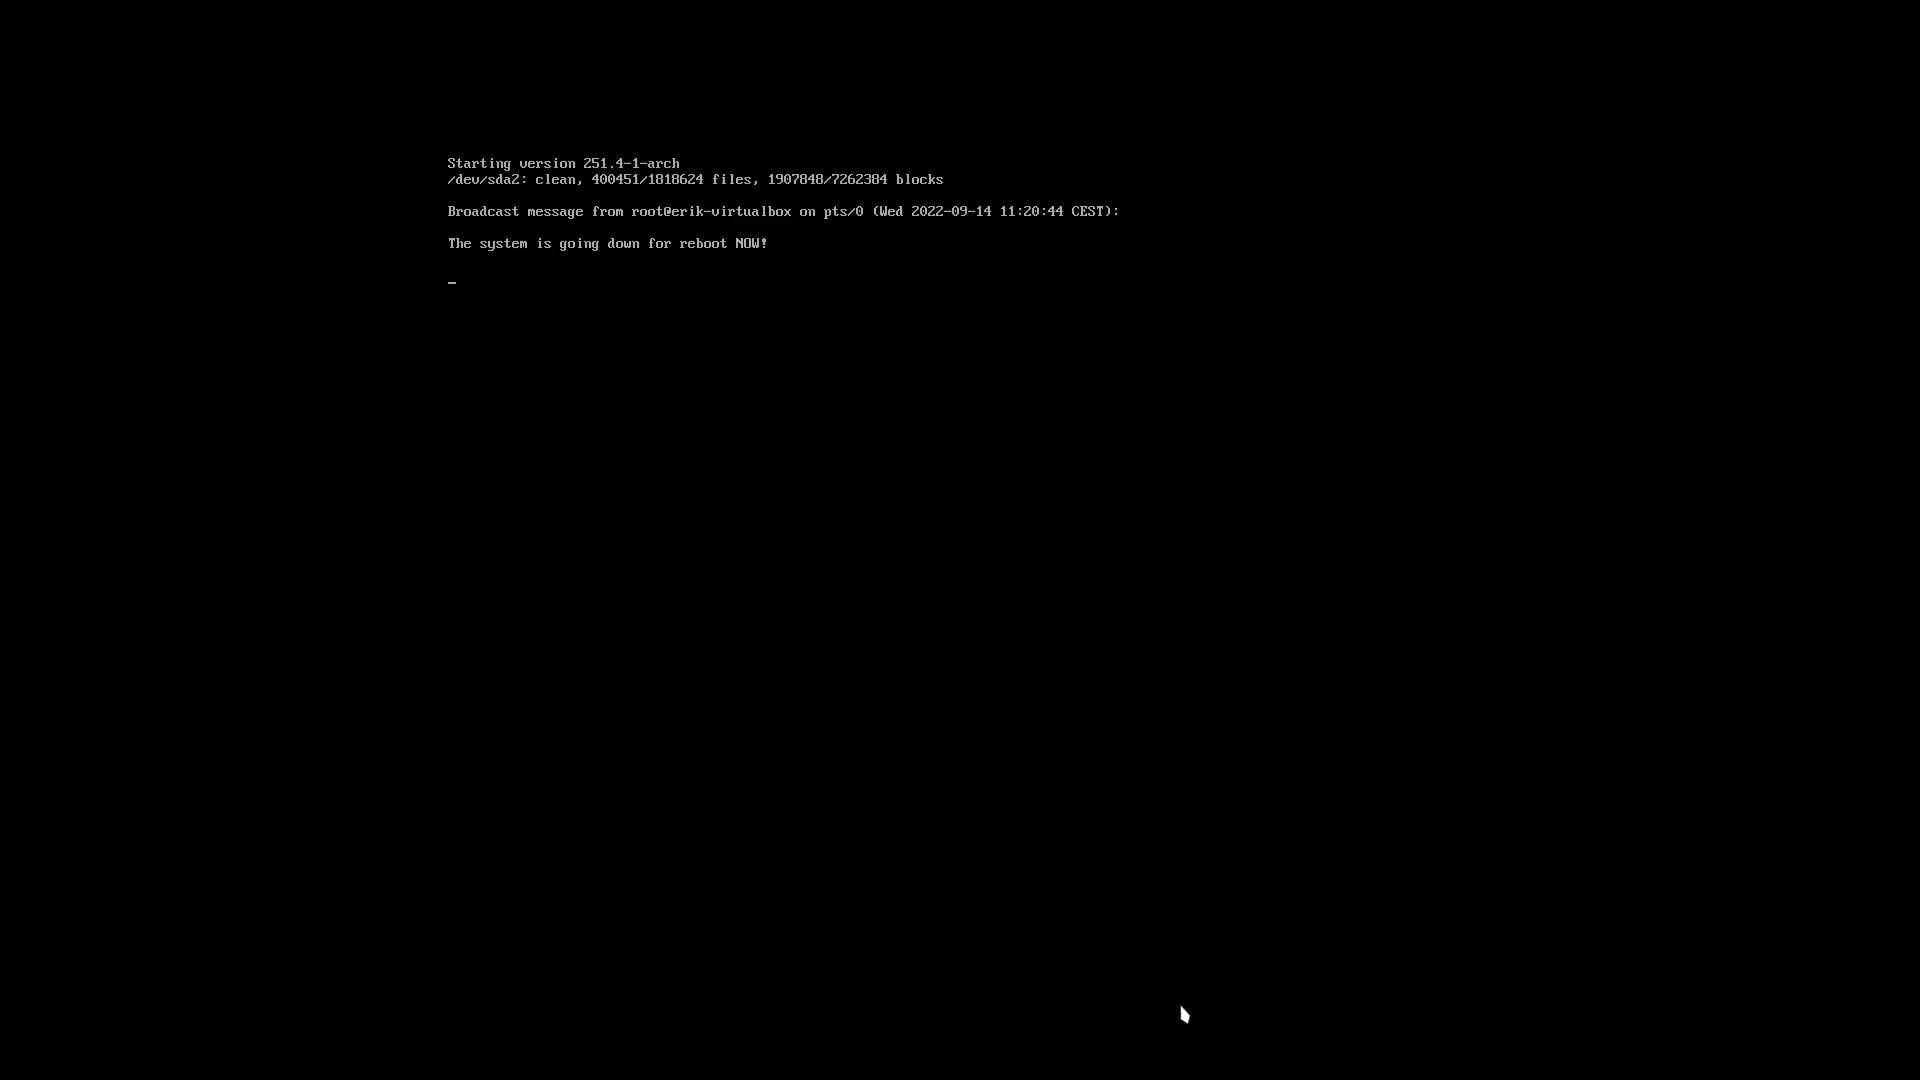 Starting version 251.4-1-arch
/dev/sda2: clean, 400451/1818624 files, 1907848/7262384 blocks
Broadcast message from root@erik-virtualbox on pts/0 (Wed 2022-09-14 11:20:44 CEST):
The system is going down for reboot NOW!